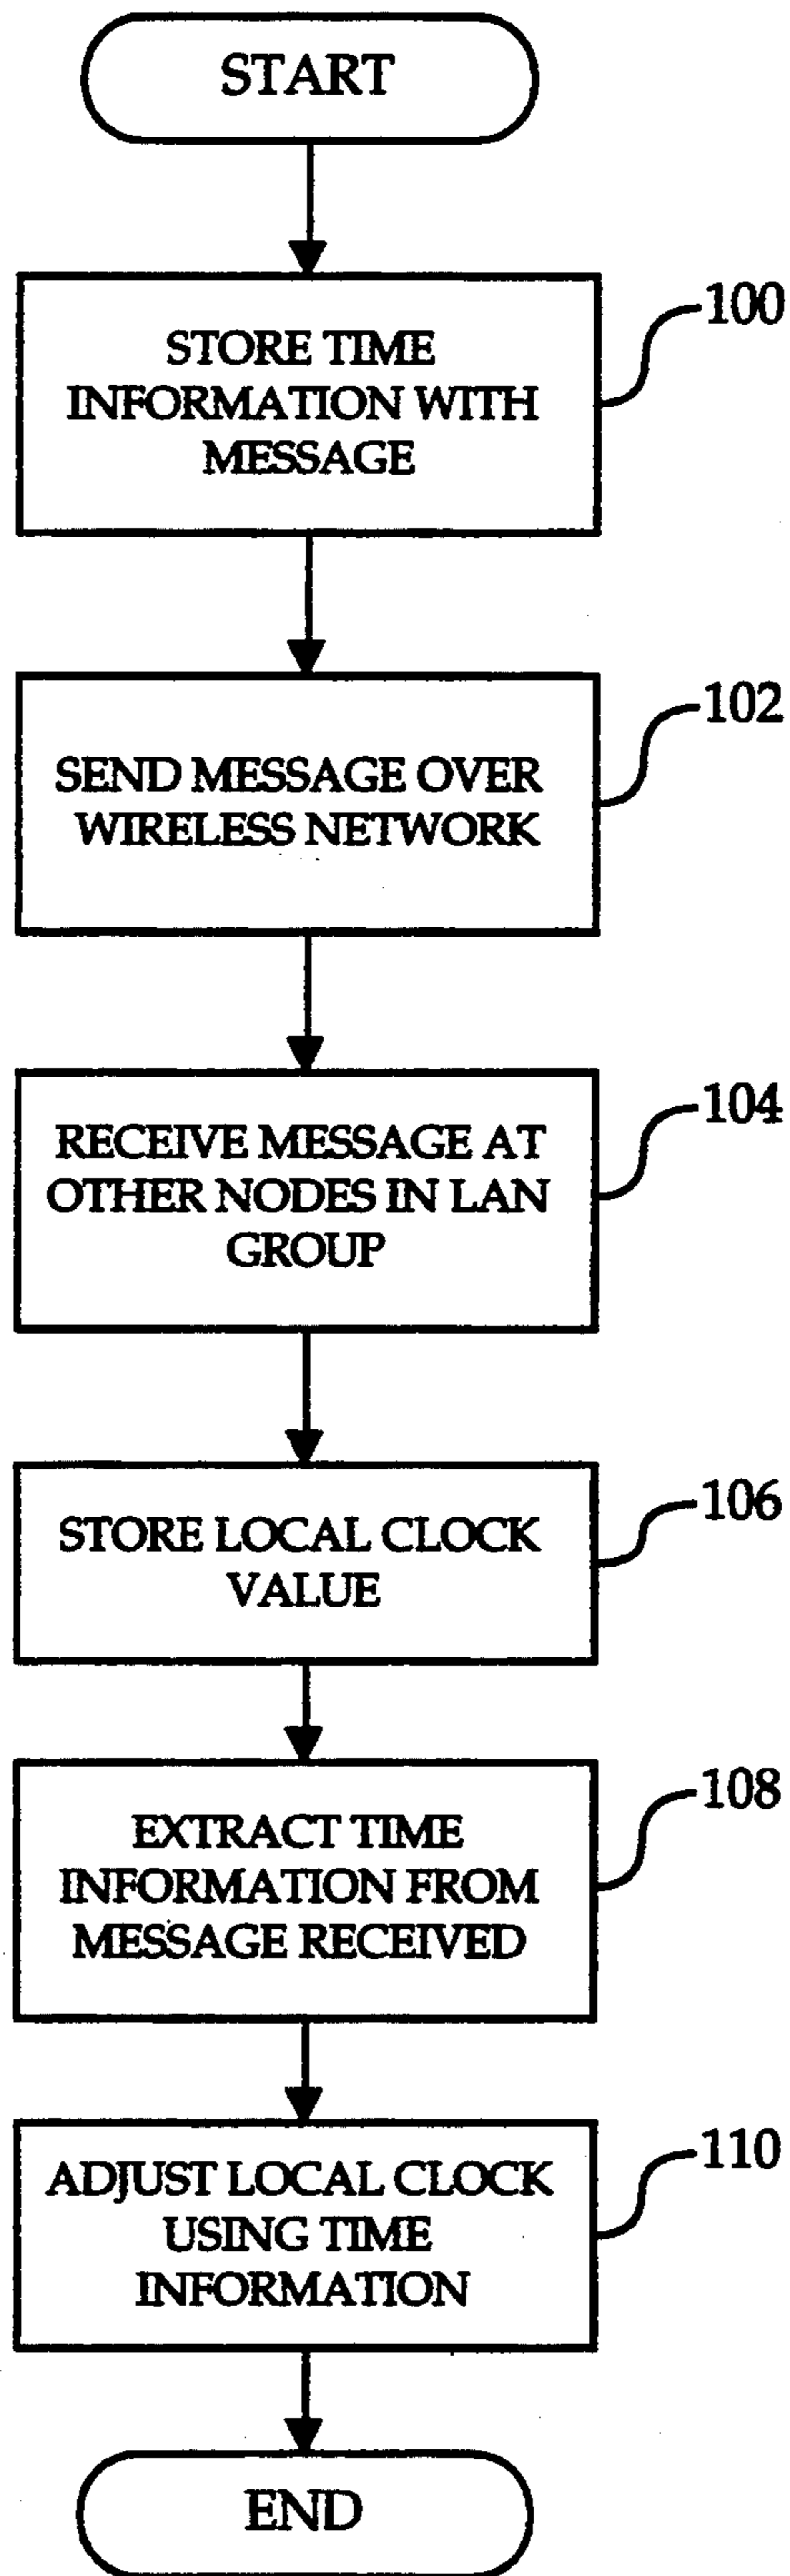 START
STORE TIME
INFORMATION WITH
MESSAGE
100
SEND MESSAGE OVER
WIRELESS NETWORK
102
RECEIVE MESSAGE AT
OTHER NODES IN LAN
GROUP
104
STORE LOCAL CLOCK
VALUE
106
EXTRACT TIME
INFORMATION FROM
MESSAGE RECEIVED
108
ADJUST LOCAL CLOCK
USING TIME
INFORMATION
110
END